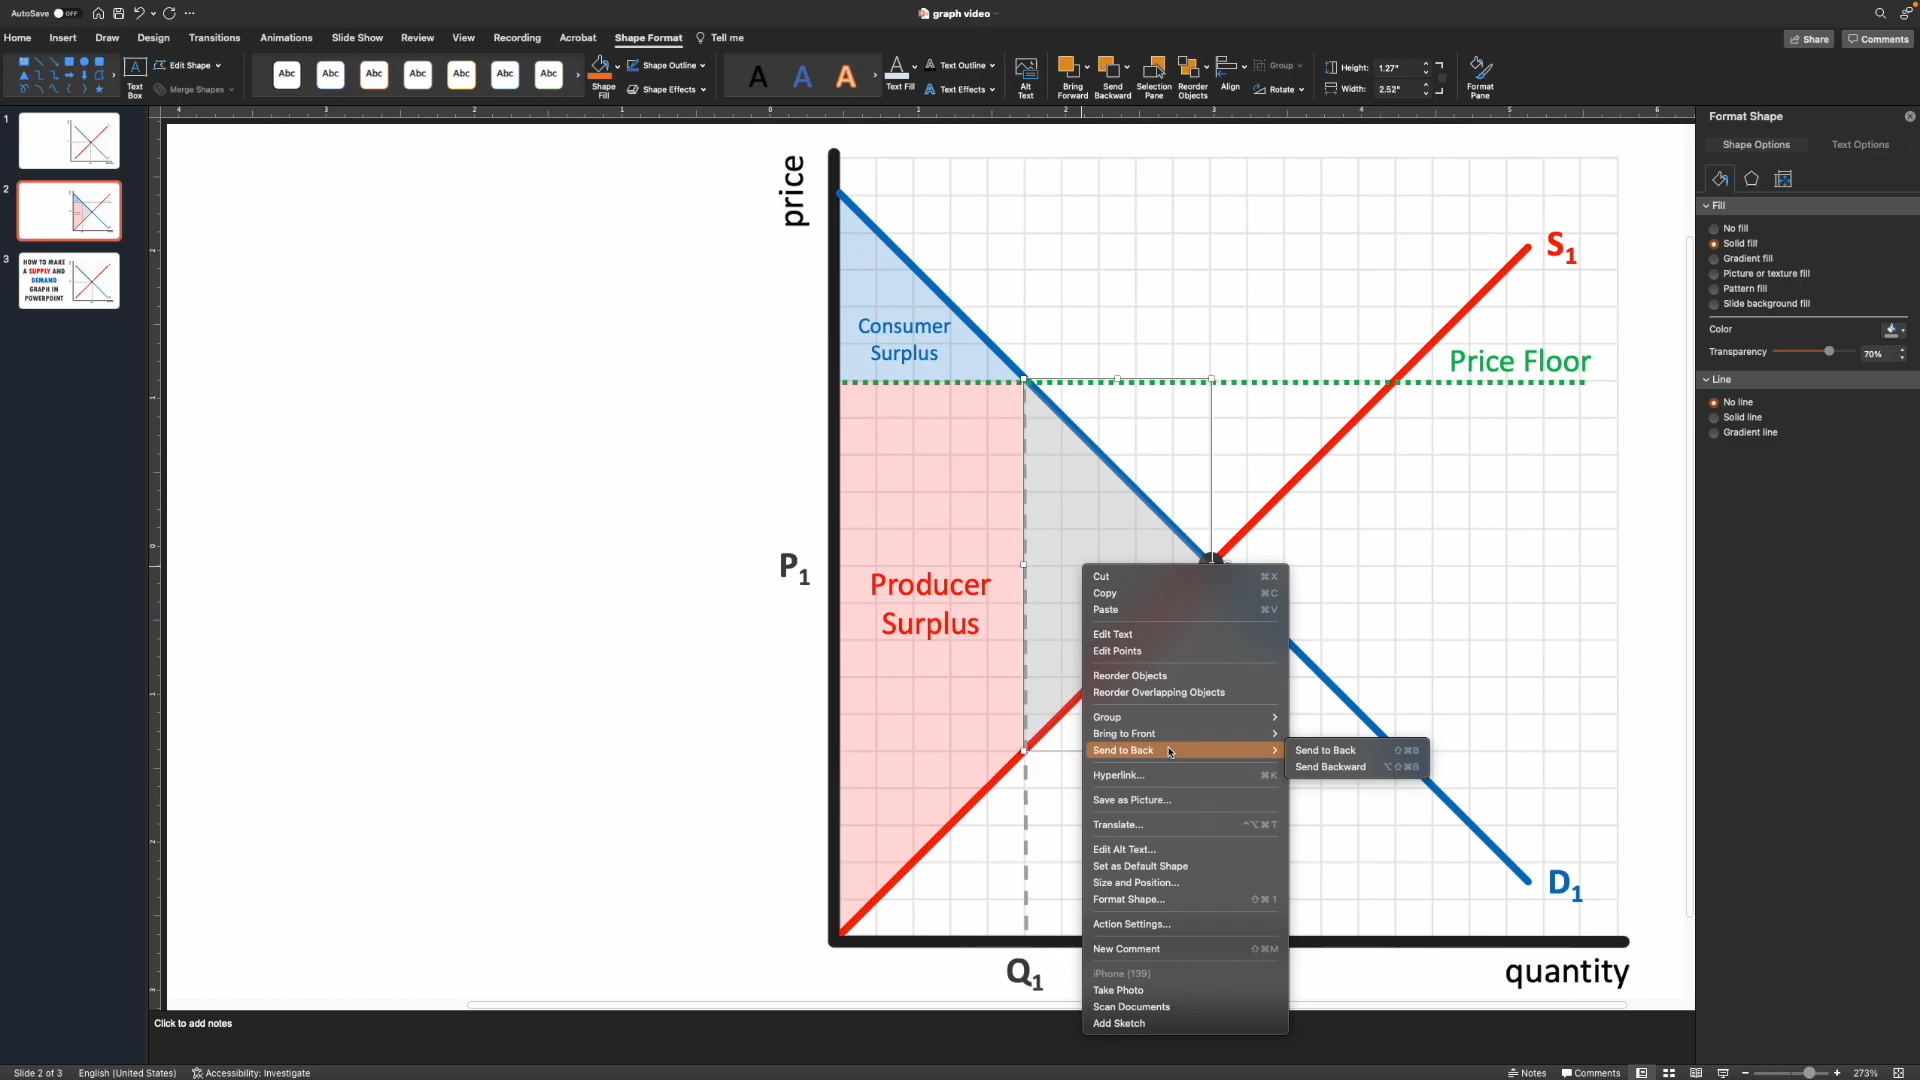 AutoSave OFF
graph video
Home Insert Draw Design Transitions Animations Slide Show Review View Recording Acrobat Shape Format Tell me
Share Comments
Text Box
Edit Shape
Merge Shapes
Abc Abc Abc Abc Abc Abc Abc
Shape Fill
Shape Outline
Shape Effects
A A A
Text Fill
Text Outline
Text Effects
Alt Text
Bring Forward
Send Backward
Selection Pane
Reorder Objects
Align
Group
Rotate
Height: 1.27"
Width: 2.52"
Format Pane
1
2
3
HOW TO MAKE
A SUPPLY AND
DEMAND
GRAPH IN
POWERPOINT
price
Consumer
Surplus
S1
Price Floor
P1
Producer
Surplus
D1
Q1
quantity
Cut ⌘X
Copy ⌘C
Paste ⌘V
Edit Text
Edit Points
Reorder Objects
Reorder Overlapping Objects
Group
Bring to Front
Send to Back
Send to Back ⇧⌘B
Send Backward ⌥⇧⌘B
Hyperlink... ⌘K
Save as Picture...
Translate... ^⌥⌘T
Edit Alt Text...
Set as Default Shape
Size and Position...
Format Shape... ⇧⌘1
Action Settings...
New Comment ⇧⌘M
iPhone (139)
Take Photo
Scan Documents
Add Sketch
Format Shape
Shape Options Text Options
Fill
No fill
Solid fill
Gradient fill
Picture or texture fill
Pattern fill
Slide background fill
Color
Transparency 70%
Line
No line
Solid line
Gradient line
Click to add notes
Slide 2 of 3 English (United States) Accessibility: Investigate
Notes Comments 273%